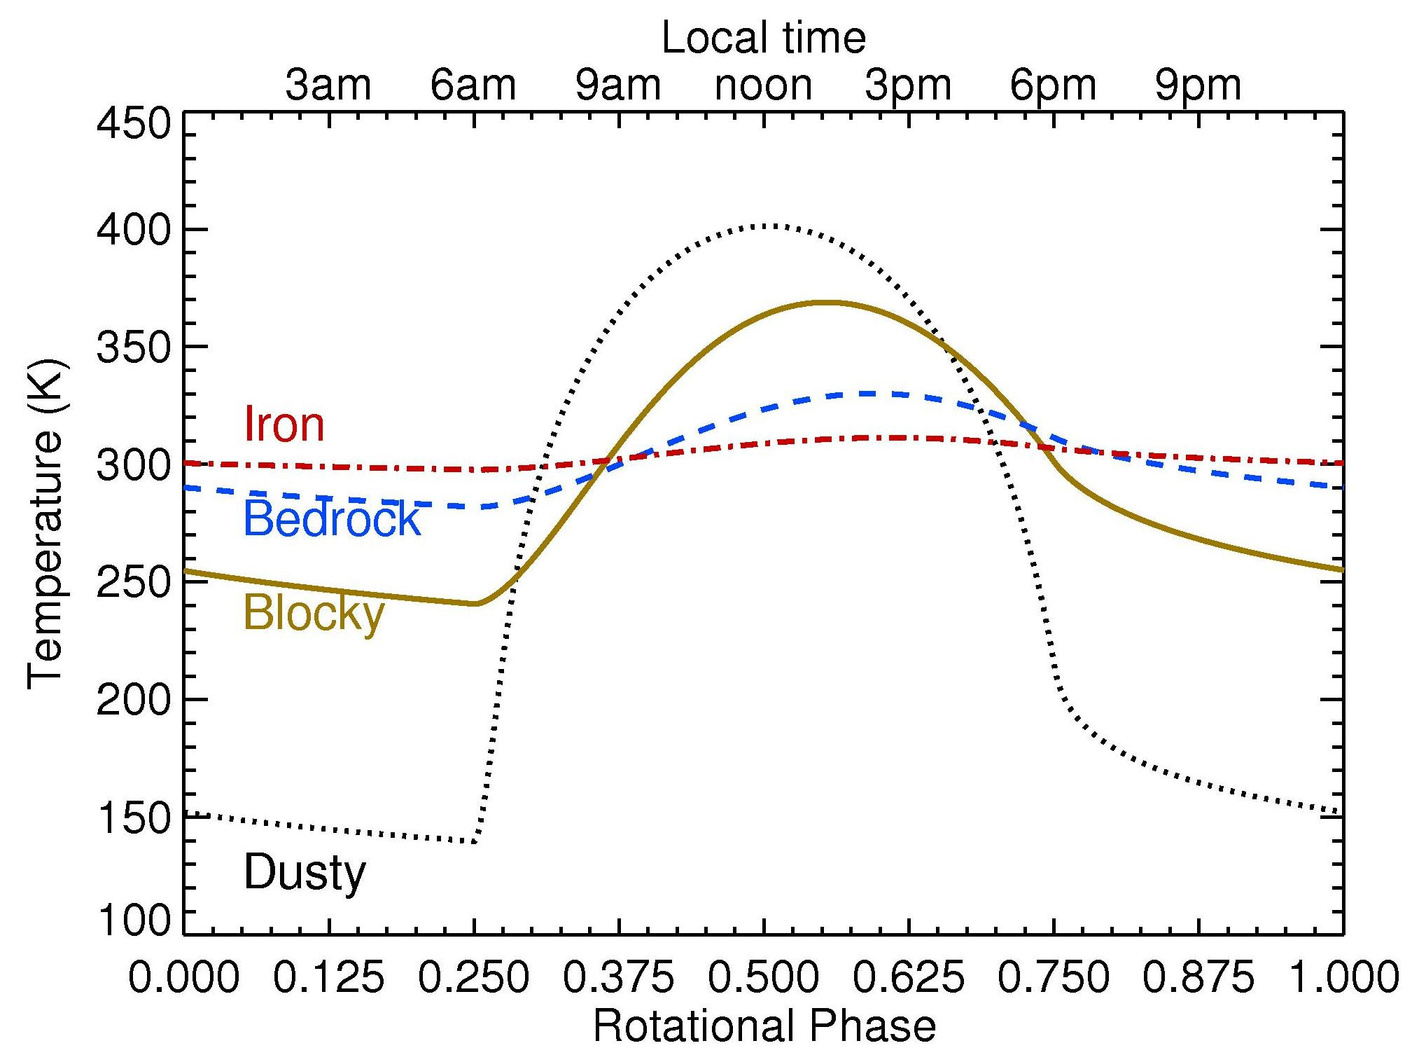 Local time
3am 6am 9am noon 3pm 6pm 9pm
450
400
350
300
250
200
150
100
Temperature (K)
Iron
Bedrock
Blocky
Dusty
0.000 0.125 0.250 0.375 0.500 0.625 0.750 0.875 1.000
Rotational Phase